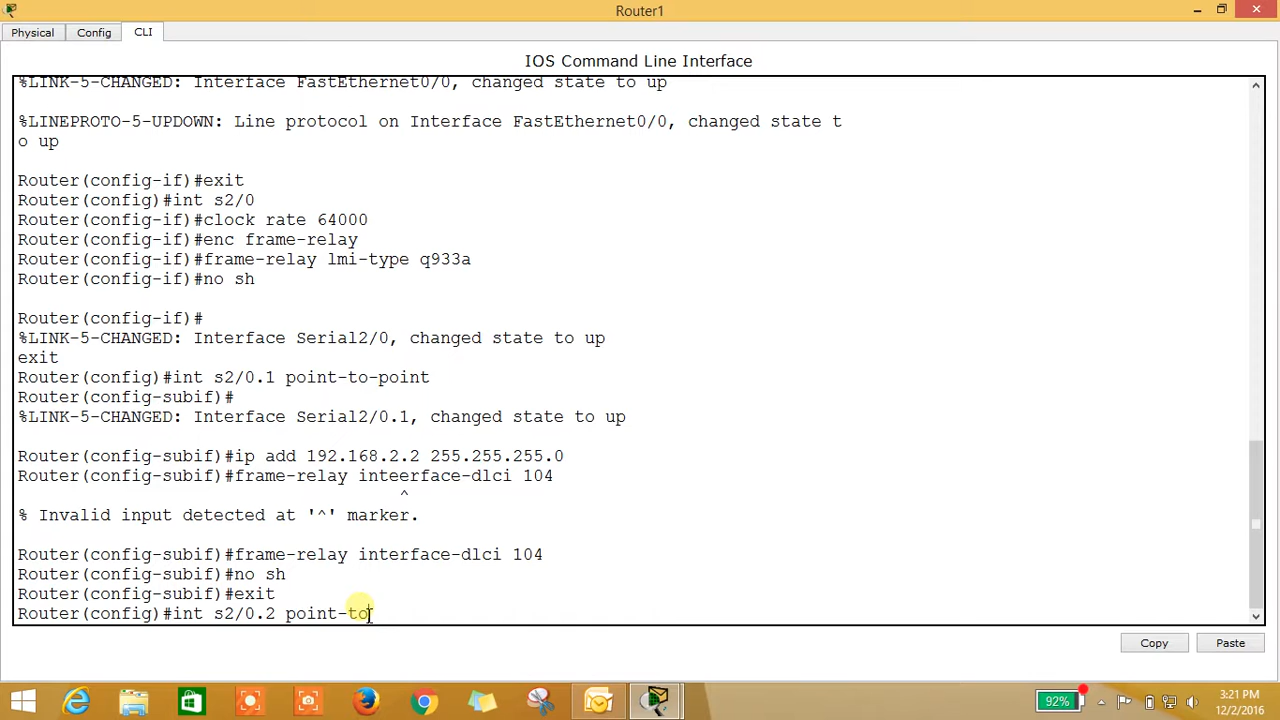 Router1
Physical Config CLI
IOS Command Line Interface
%LINK-5-CHANGED: Interface FastEthernet0/0, changed state to up
%LINEPROTO-5-UPDOWN: Line protocol on Interface FastEthernet0/0, changed state t
o up
Router(config-if)#exit
Router(config)#int s2/0
Router(config-if)#clock rate 64000
Router(config-if)#enc frame-relay
Router(config-if)#frame-relay lmi-type q933a
Router(config-if)#no sh
Router(config-if)#
%LINK-5-CHANGED: Interface Serial2/0, changed state to up
exit
Router(config)#int s2/0.1 point-to-point
Router(config-subif)#
%LINK-5-CHANGED: Interface Serial2/0.1, changed state to up
Router(config-subif)#ip add 192.168.2.2 255.255.255.0
Router(config-subif)#frame-relay inteerface-dlci 104
^
% Invalid input detected at '^' marker.
Router(config-subif)#frame-relay interface-dlci 104
Router(config-subif)#no sh
Router(config-subif)#exit
Router(config)#int s2/0.2 point-to
Copy Paste
92%
3:21 PM
12/2/2016